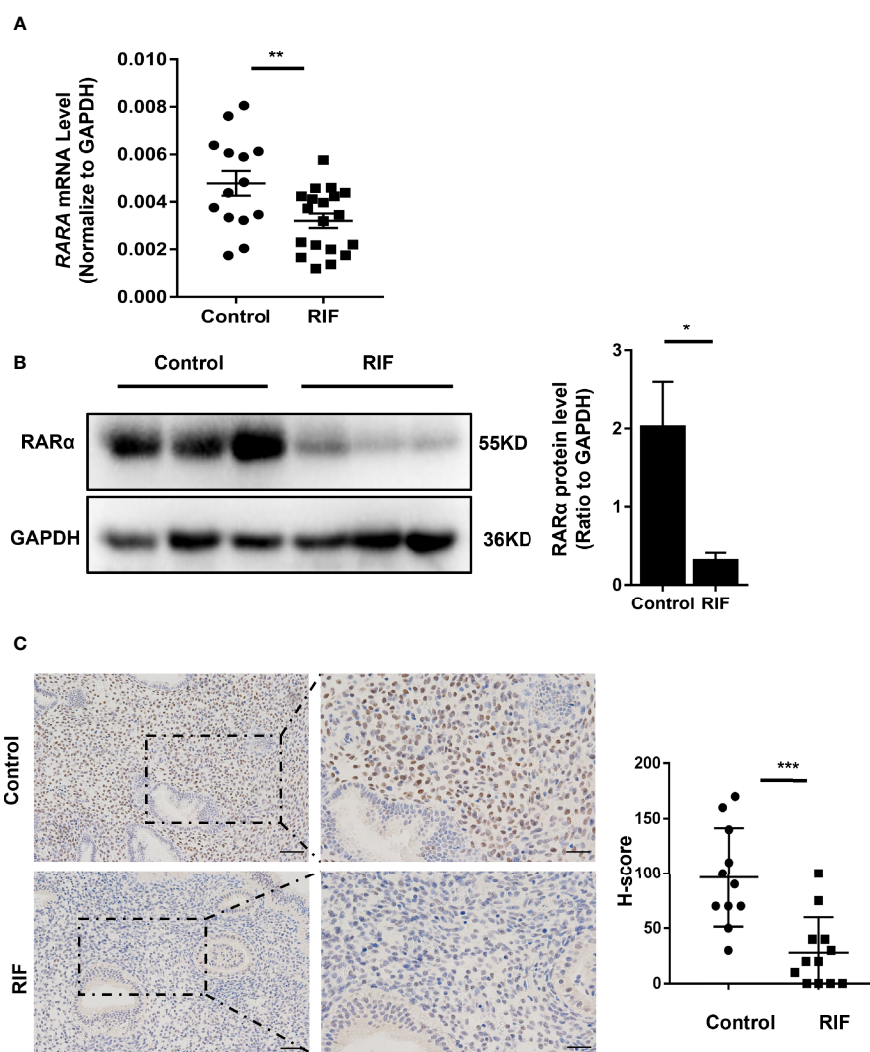 A
RARA mRNA Level
(Normalize to GAPDH)
0.010
0.008
0.006
0.004
0.002
0.000
**
Control
RIF
B
Control
RIF
RARα
55KD
GAPDH
36KD
RARα protein level
(Ratio to GAPDH)
3
2
1
0
*
Control
RIF
C
Control
RIF
H-score
200
150
100
50
0
***
Control
RIF